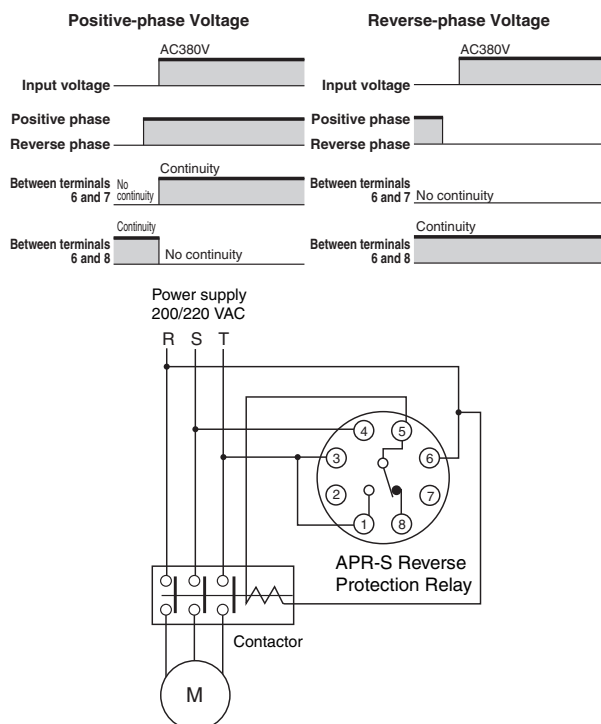 Positive-phase Voltage
AC380V
Input voltage
Positive phase
Reverse phase
Continuity
Between terminals
6 and 7
No
continuity
Continuity
Between terminals
6 and 8
No continuity
Reverse-phase Voltage
AC380V
Input voltage
Positive phase
Reverse phase
Between terminals
6 and 7
No continuity
Continuity
Between terminals
6 and 8
Power supply
200/220 VAC
R S T
4 5
3 6
2 7
1 8
APR-S Reverse
Protection Relay
Contactor
M